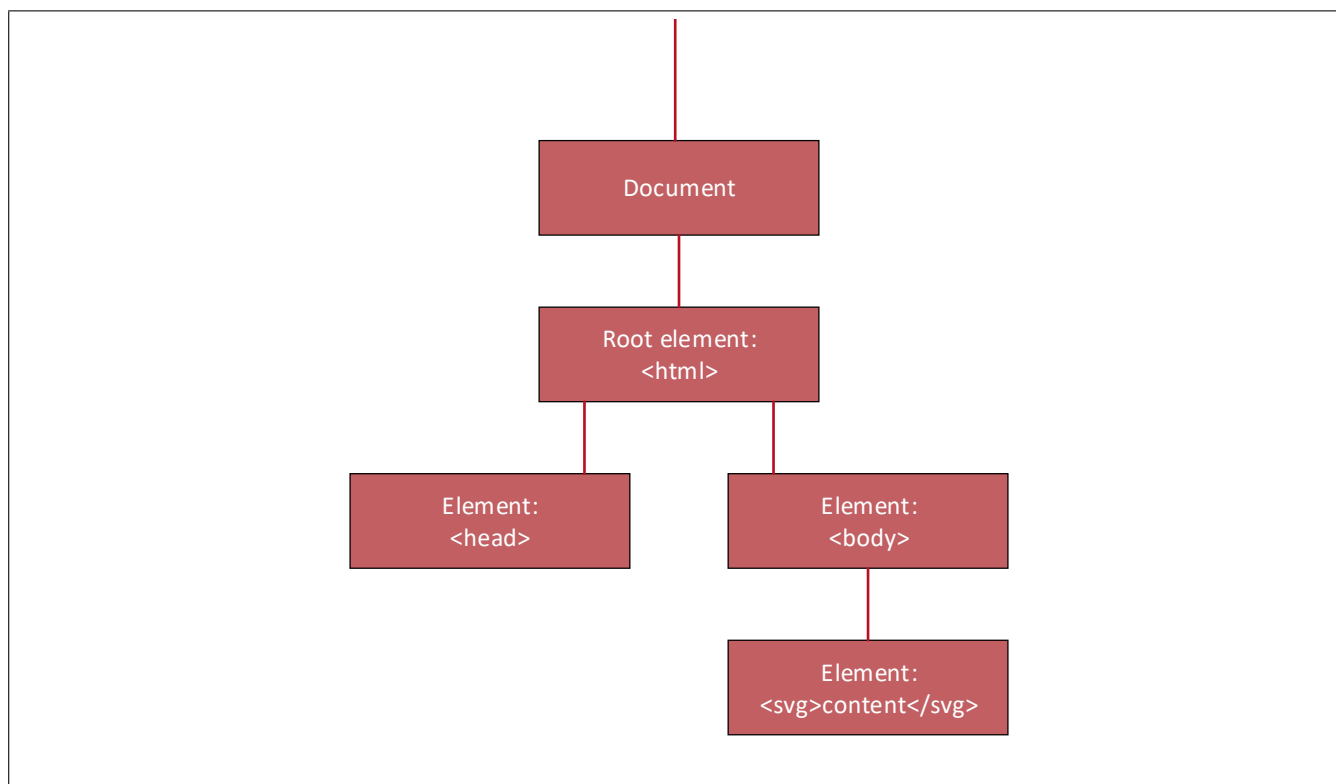 Document
Root element:
<html>
Element:
<head>
Element:
<body>
Element:
<svg>content</svg>